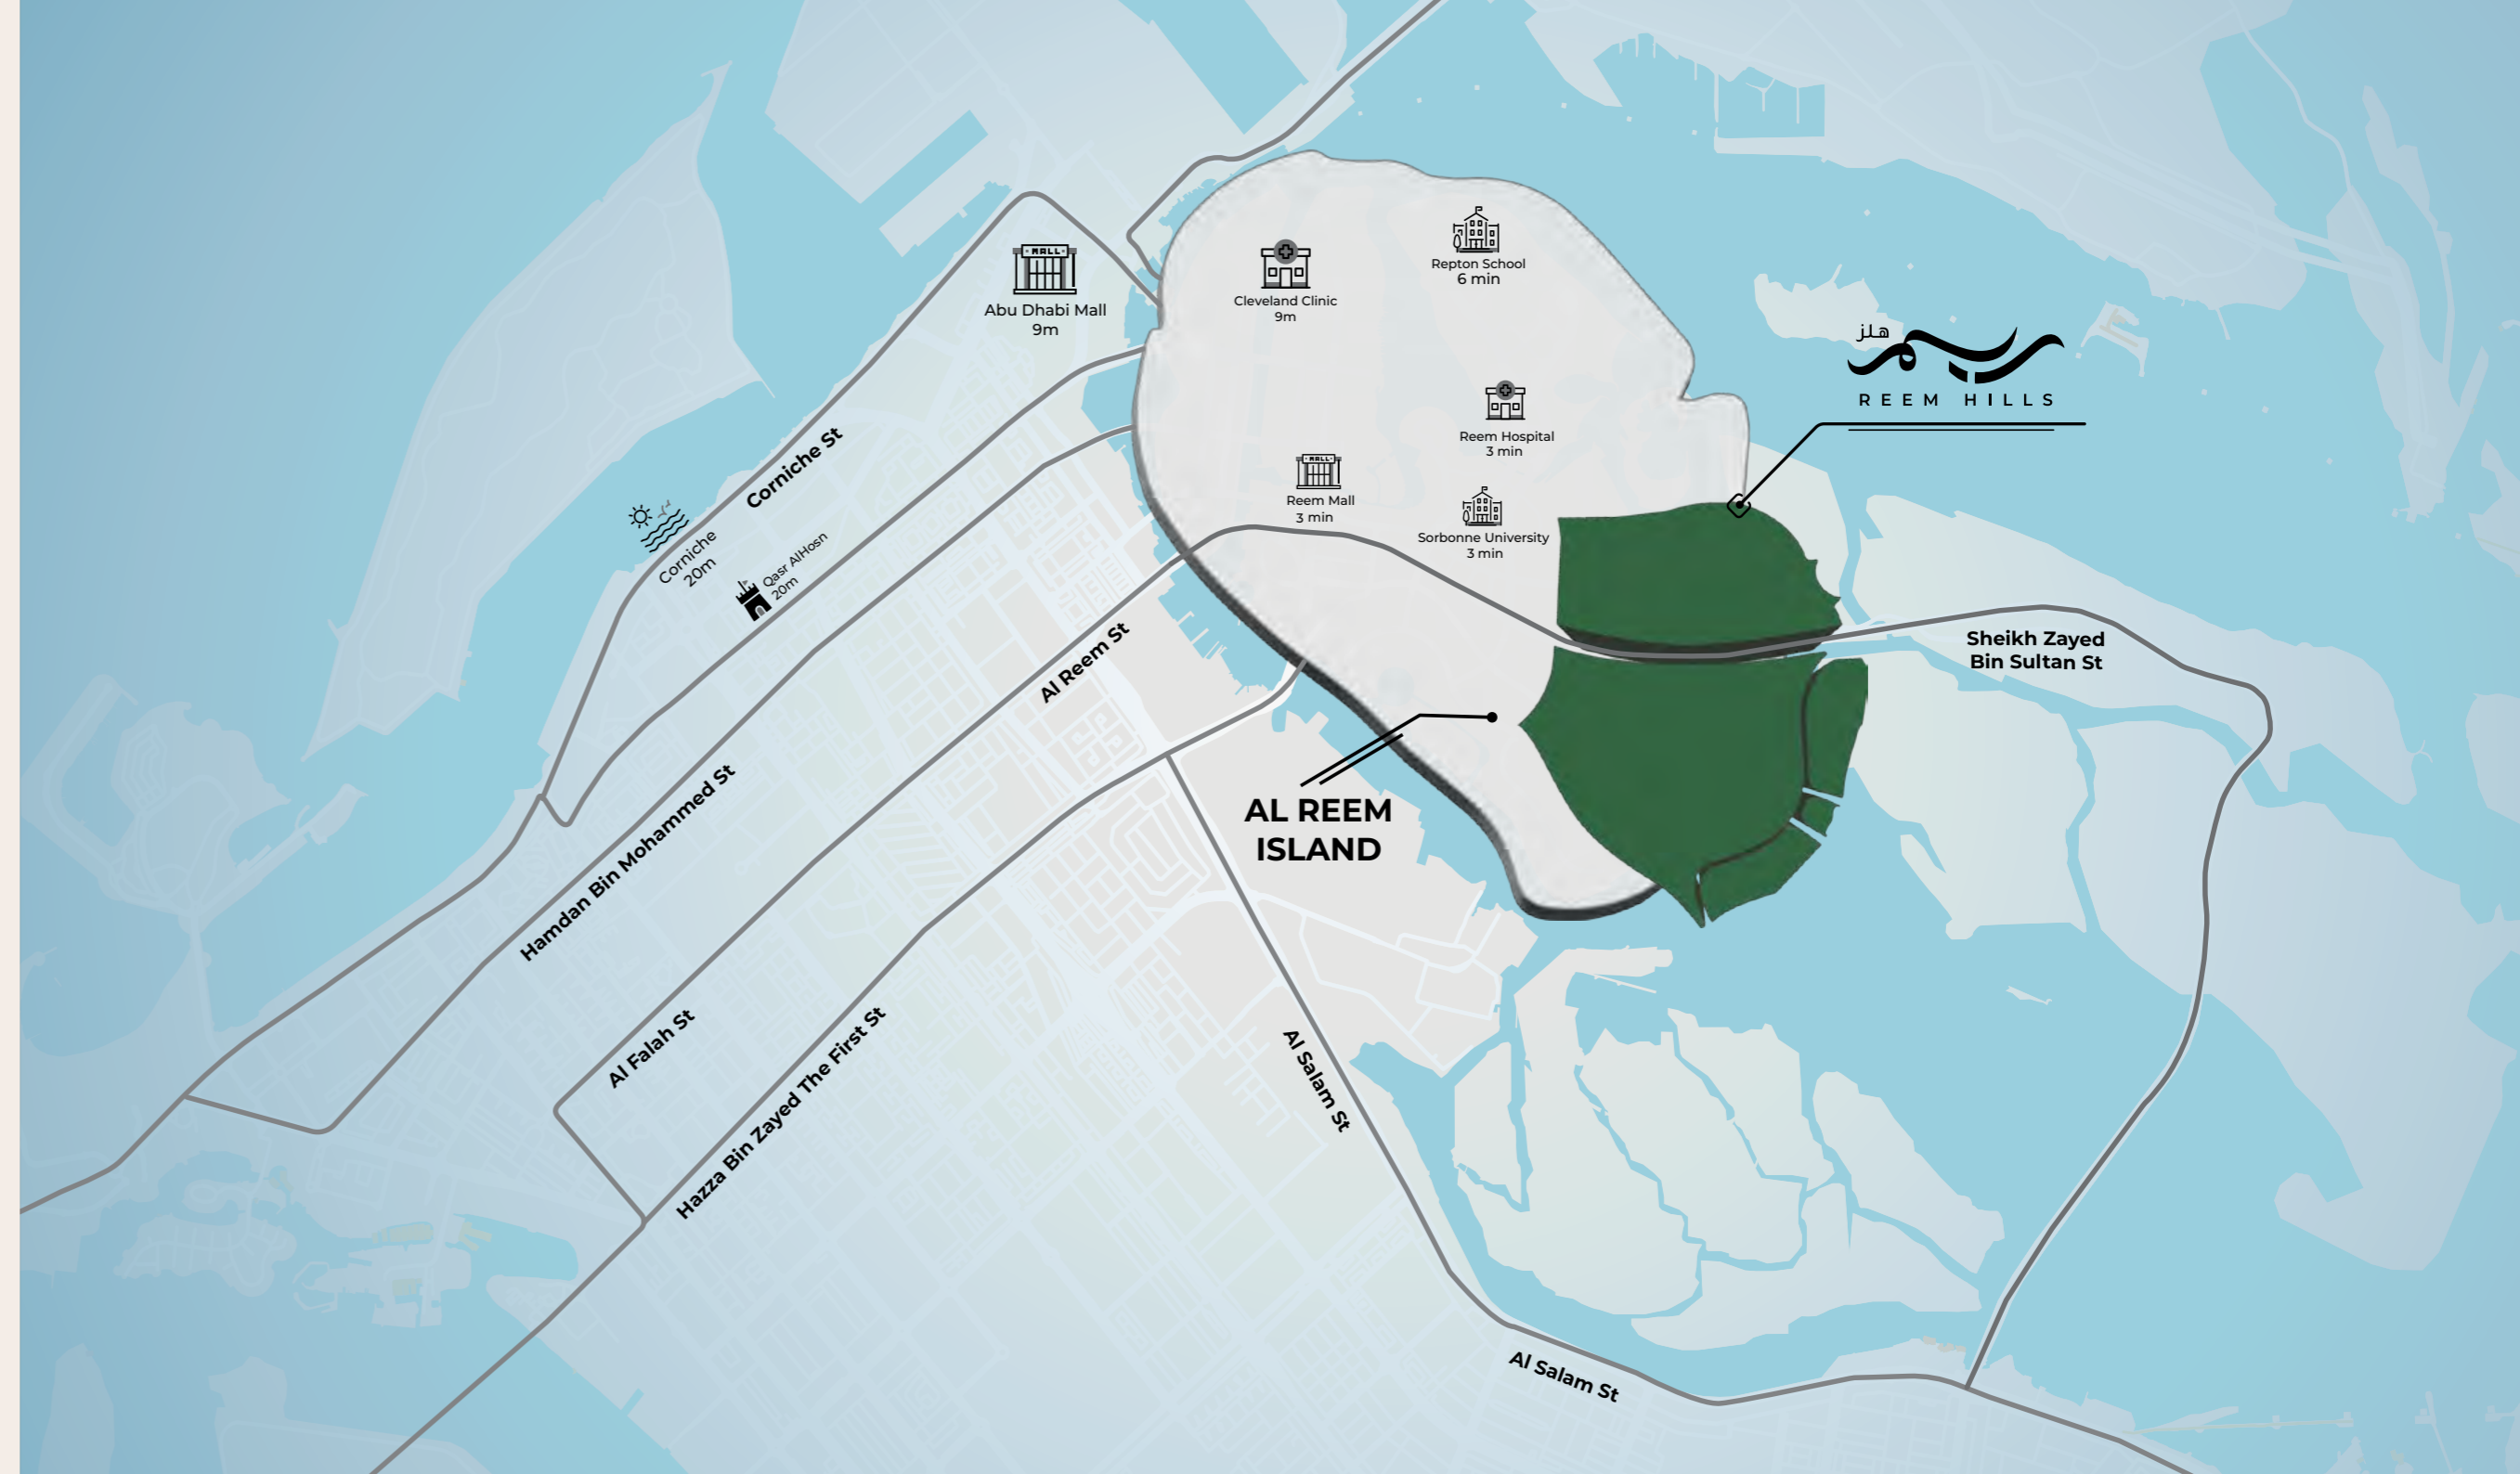 MALL
Abu Dhabi Mall
9m
Cleveland Clinic
9m
Repton School
6 min
هلز
ريم
REEM HILLS
Reem Hospital
3 min
MALL
Reem Mall
3 min
Sorbonne University
3 min
Corniche St
Corniche
20m
Qasr AlHosn
20m
Al Reem St
Sheikh Zayed
Bin Sultan St
AL REEM
ISLAND
Hamdan Bin Mohammed St
Al Falah St
Hazza Bin Zayed The First St
Al Salam St
Al Salam St